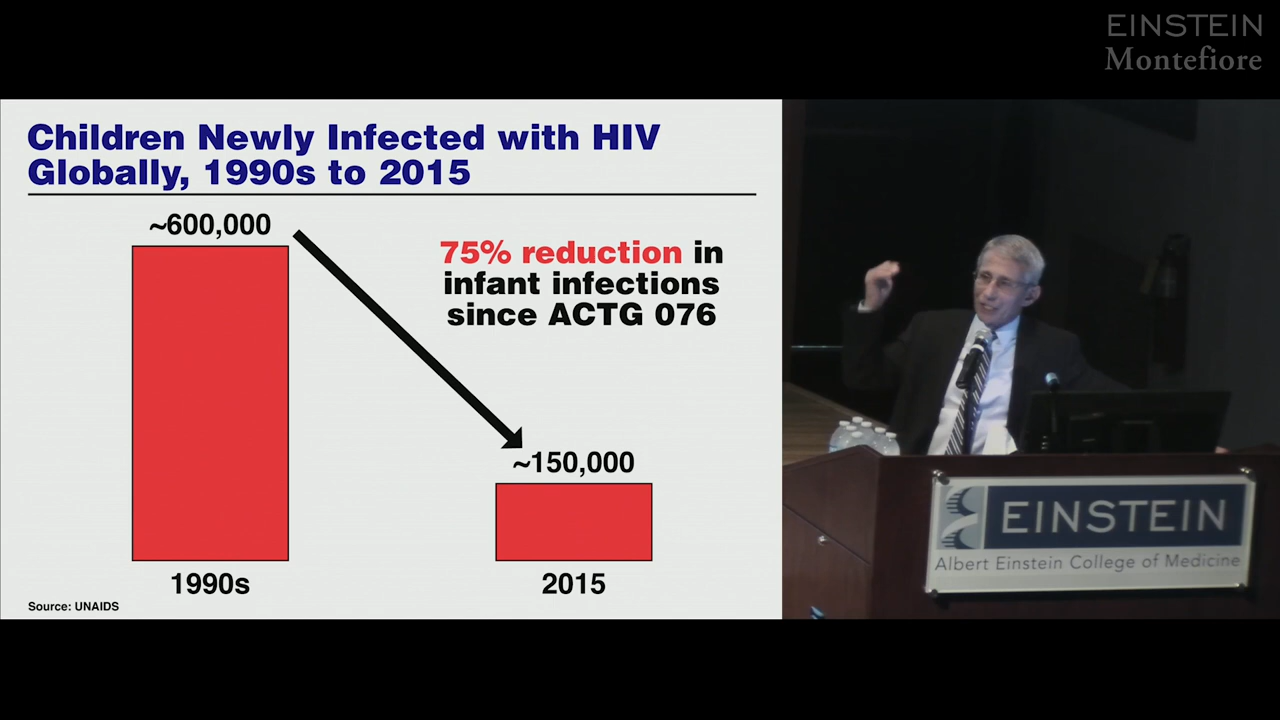 EINSTEIN
Montefiore
Children Newly Infected with HIV
Globally, 1990s to 2015
~600,000
75% reduction in
infant infections
since ACTG 076
~150,000
1990s
2015
Source: UNAIDS
EINSTEIN
Albert Einstein College of Medicine